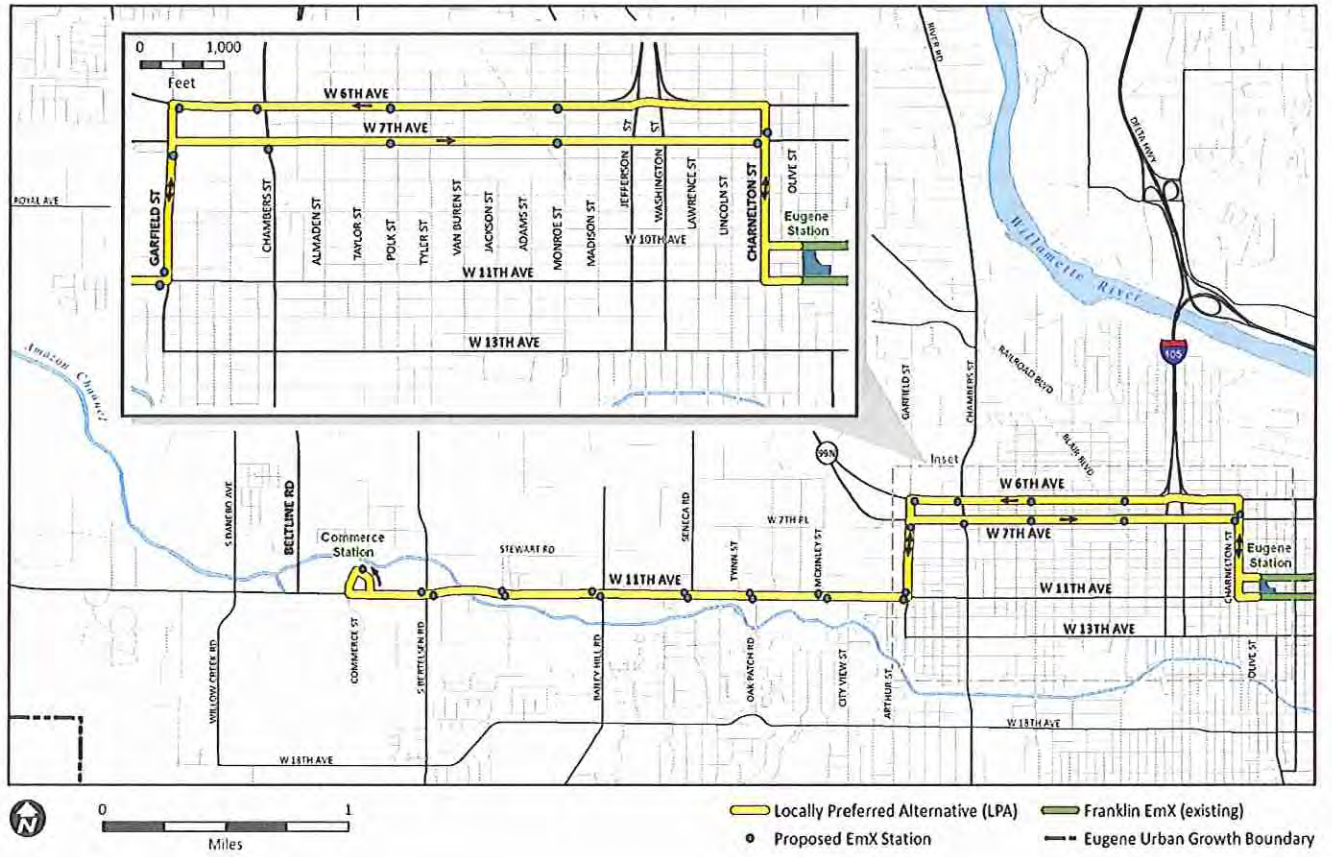 0 1,000
Feet
W 6TH AVE
W 7TH AVE
GARFIELD ST
CHAMBERS ST
ALMADEN ST
TAYLOR ST
POLK ST
TYLER ST
VAN BUREN ST
JACKSON ST
ADAMS ST
MONROE ST
MADISON ST
JEFFERSON ST
WASHINGTON ST
LAWRENCE ST
LINCOLN ST
CHARNELTON ST
OLIVE ST
Eugene
Station
W 10TH AVE
W 11TH AVE
W 13TH AVE
RIVER RD
DELTA HWY
Willamette River
105
ROYAL AVE
Amazon Channel
GARFIELD ST
CHAMBERS ST
RAILROAD BLVD
BLAIR BLVD
99N
Inset
W 6TH AVE
W 7TH PL
W 7TH AVE
S DANEBO AVE
BELTLINE RD
Commerce
Station
STEWART RD
SENECA RD
TYINN ST
MCKINLEY ST
W 11TH AVE
W 11TH AVE
CHARNELTON ST
Eugene
Station
W 13TH AVE
WILLOW CREEK RD
COMMERCE ST
S BERTELSEN RD
BAILEY HILL RD
OAK PATCH RD
CITY VIEW ST
ARTHUR ST
OLIVE ST
W 18TH AVE
W 18TH AVE
N
0 1
Miles
Locally Preferred Alternative (LPA)
Franklin EmX (existing)
Proposed EmX Station
Eugene Urban Growth Boundary